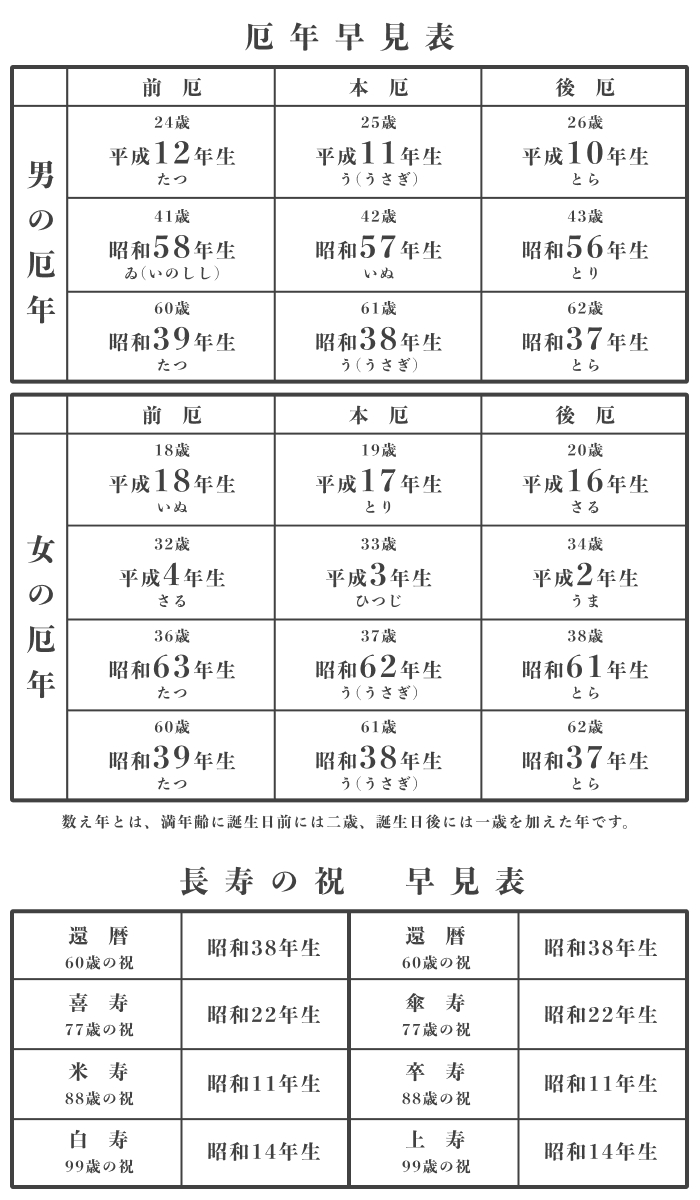 厄年早見表
前厄 本厄 後厄
男の厄年
24歳 25歳 26歳
平成12年生 平成11年生 平成10年生
たつ う(うさぎ) とら
41歳 42歳 43歳
昭和58年生 昭和57年生 昭和56年生
ゐ(いのしし) いぬ とり
60歳 61歳 62歳
昭和39年生 昭和38年生 昭和37年生
たつ う(うさぎ) とら
前厄 本厄 後厄
女の厄年
18歳 19歳 20歳
平成18年生 平成17年生 平成16年生
いぬ とり さる
32歳 33歳 34歳
平成4年生 平成3年生 平成2年生
さる ひつじ うま
36歳 37歳 38歳
昭和63年生 昭和62年生 昭和61年生
たつ う(うさぎ) とら
60歳 61歳 62歳
昭和39年生 昭和38年生 昭和37年生
たつ う(うさぎ) とら
数え年とは、満年齢に誕生日前には二歳、誕生日後には一歳を加えた年です。
長寿の祝 早見表
還暦 昭和38年生 還暦 昭和38年生
60歳の祝 60歳の祝
喜寿 昭和22年生 傘寿 昭和22年生
77歳の祝 77歳の祝
米寿 昭和11年生 卒寿 昭和11年生
88歳の祝 88歳の祝
白寿 昭和14年生 上寿 昭和14年生
99歳の祝 99歳の祝